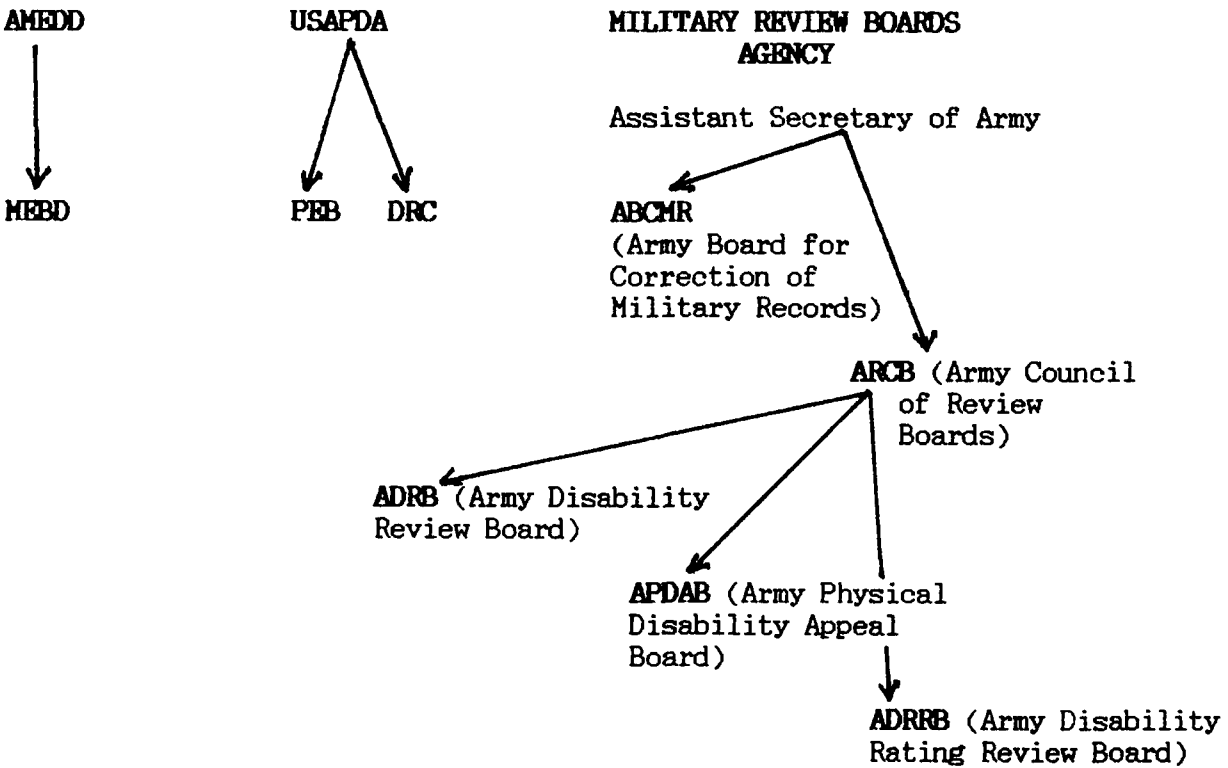 AMEDD
USAPDA
MILITARY REVIEW BOARDS
AGENCY
Assistant Secretary of Army
MEBD
PEB
DRC
ABCMR
(Army Board for
Correction of
Military Records)
ARCB (Army Council
of Review
Boards)
ADRB (Army Disability
Review Board)
APDAB (Army Physical
Disability Appeal
Board)
ADRRB (Army Disability
Rating Review Board)